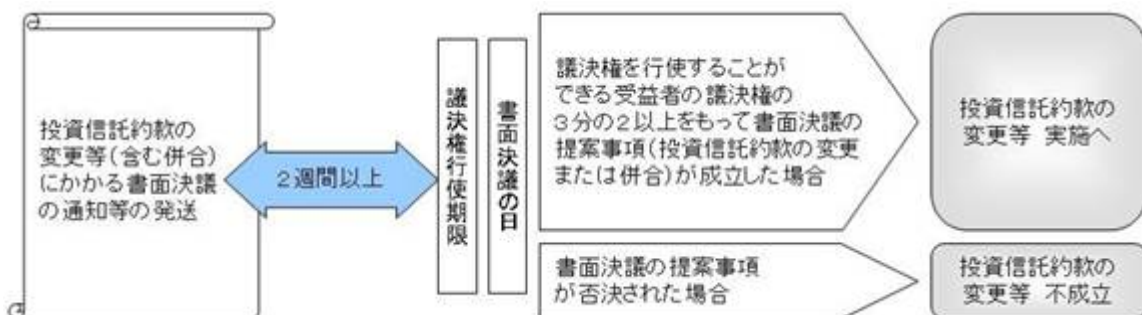 投資信託約款の
変更等(含む併合)
にかかる書面決議
の通知等の発送
2週間以上
議決権行使期限
書面決議の日
議決権を行使することが
できる受益者の議決権の
3分の2以上をもって書面決議の
提案事項(投資信託約款の変更
または併合)が成立した場合
投資信託約款の
変更等 実施へ
書面決議の提案事項
が否決された場合
投資信託約款の
変更等 不成立